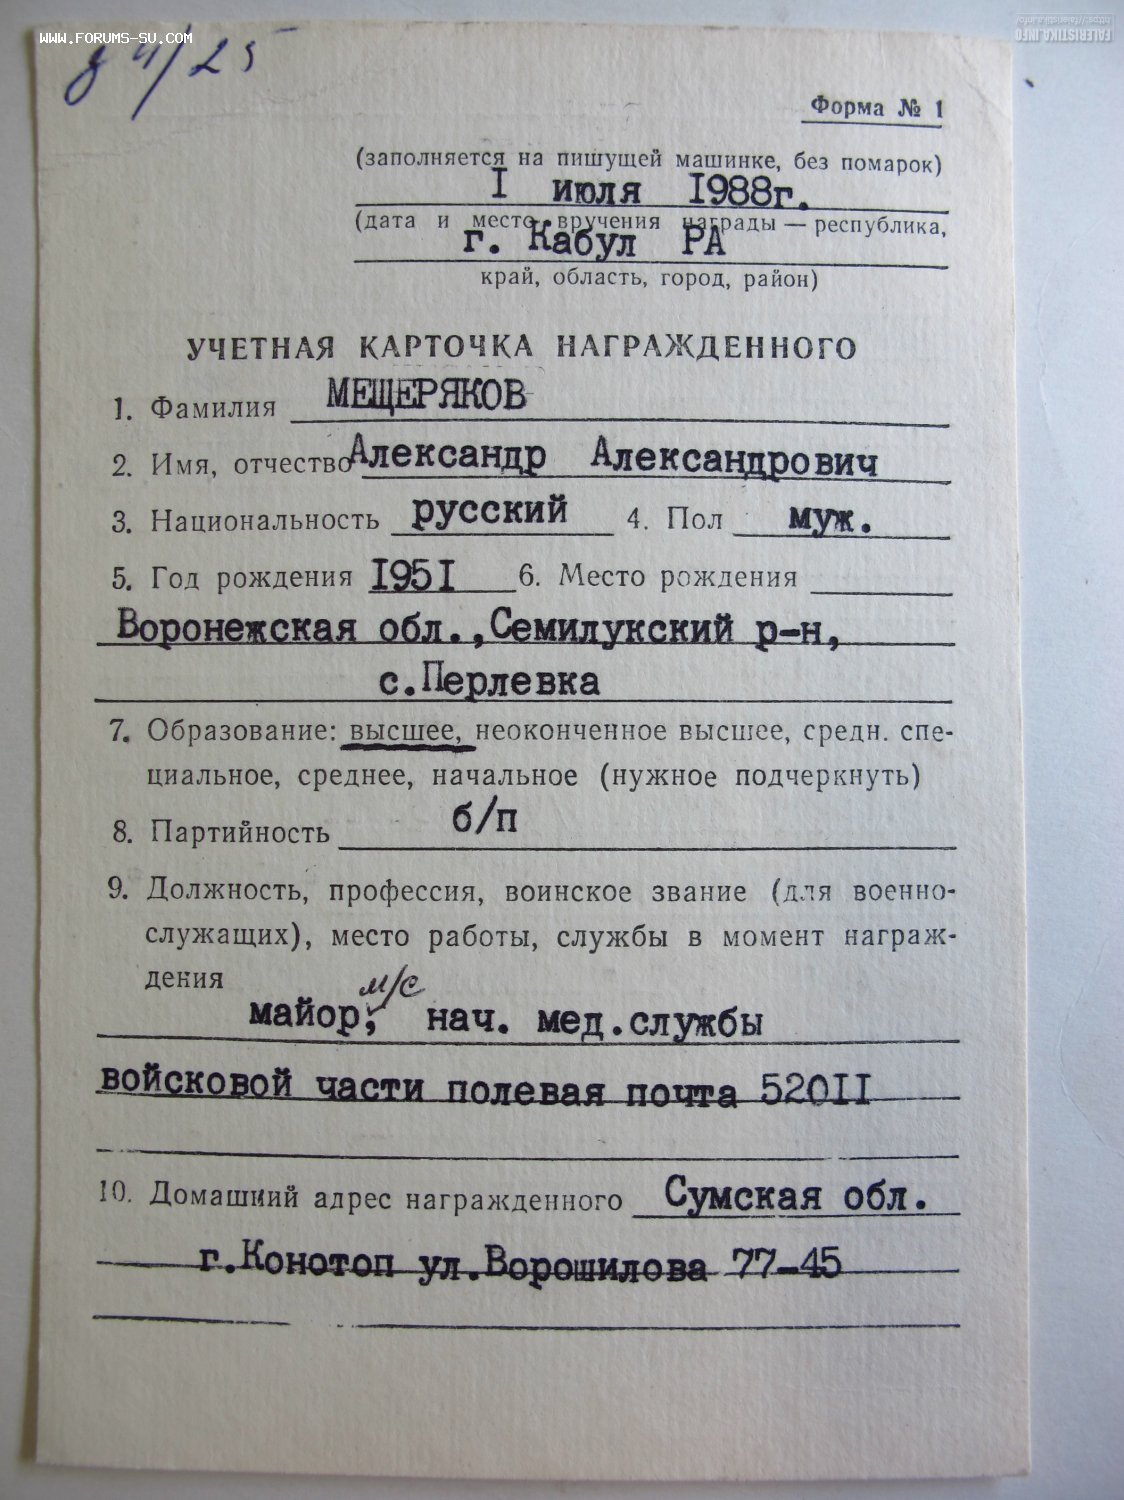 www.forums-su.com
FALERISTIKA.INFO
https://faleristika.info/
Форма № 1
(заполняется на пишущей машинке, без помарок)
I июля 1988г.
(дата и место вручения награды — республика,
г. Кабул РА
край, область, город, район)
УЧЕТНАЯ КАРТОЧКА НАГРАЖДЕННОГО
1. Фамилия МЕЩЕРЯКОВ
2. Имя, отчество Александр Александрович
3. Национальность русский 4. Пол муж.
5. Год рождения I95I 6. Место рождения
Воронежская обл.,Семилукский р-н,
с.Перлевка
7. Образование: высшее, неоконченное высшее, средн. спе-
циальное, среднее, начальное (нужное подчеркнуть)
8. Партийность б/п
9. Должность, профессия, воинское звание (для военно-
служащих), место работы, службы в момент награж-
дения
м/с
майор, нач. мед.службы
войсковой части полевая почта 520II
10. Домашний адрес награжденного Сумская обл.
г.Конотоп ул.Ворошилова 77-45